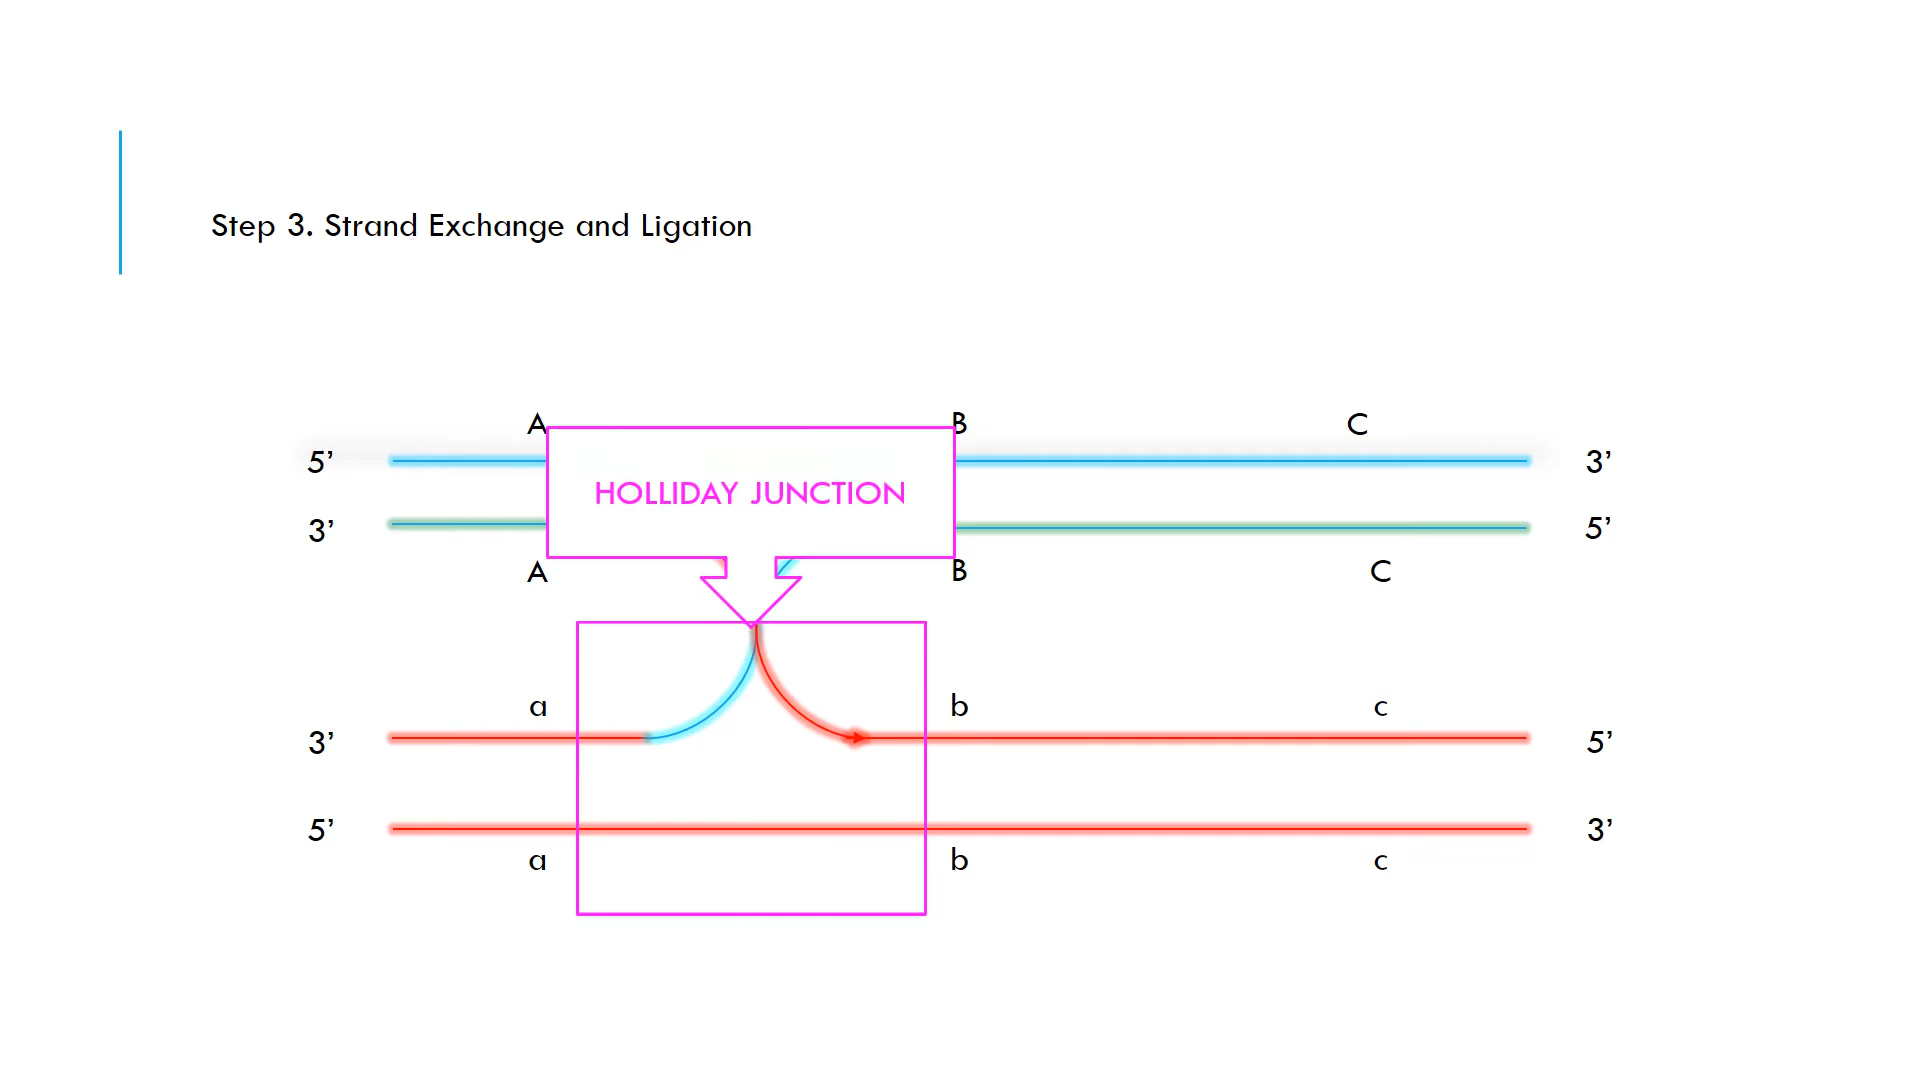 Step 3. Strand Exchange and Ligation
A B C
5’ 3’
HOLLIDAY JUNCTION
3’ 5’
A B C
a b c
3’ 5’
5’ 3’
a b c